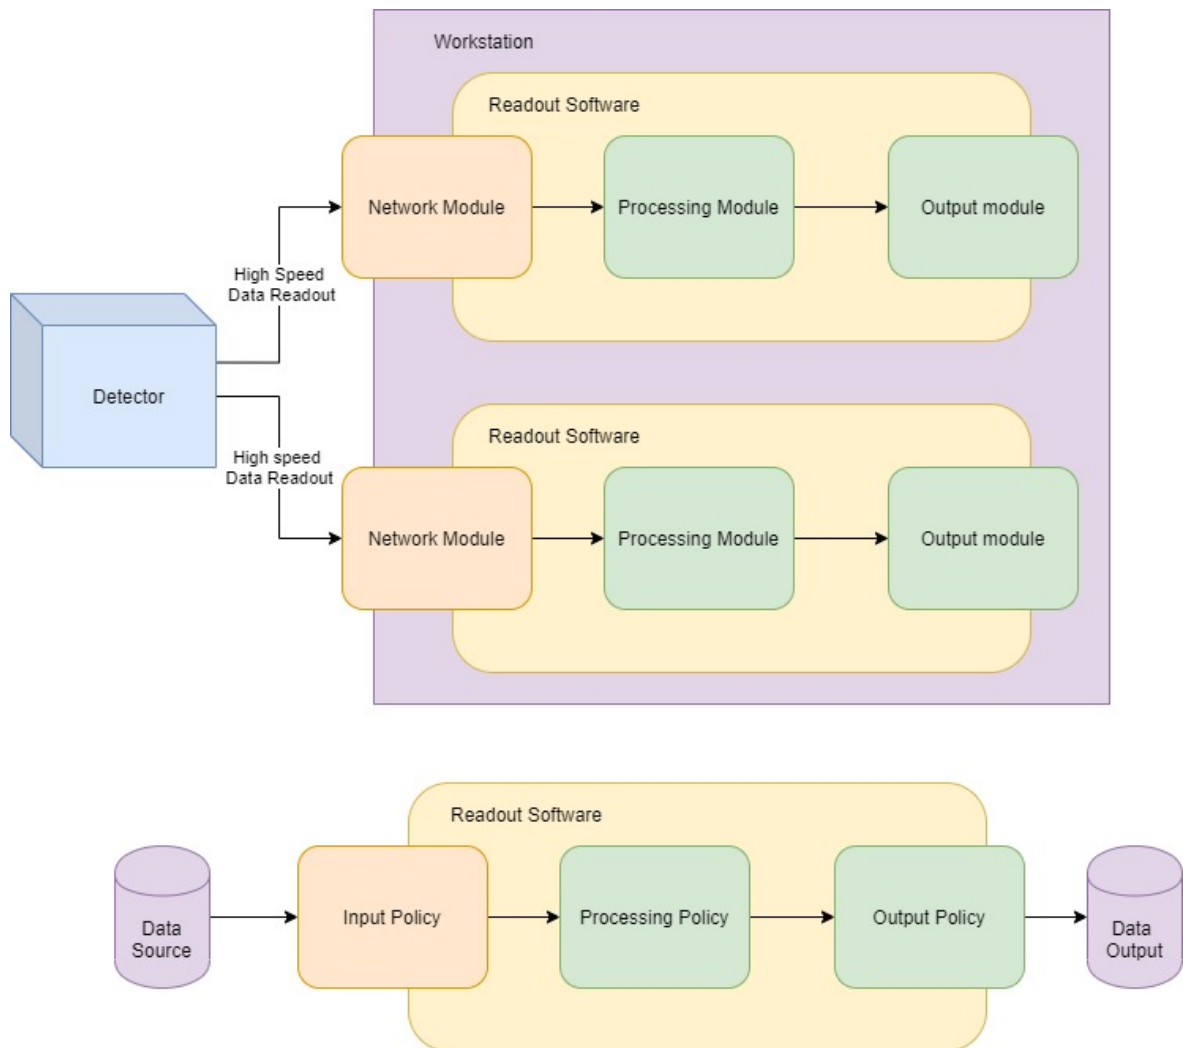 Workstation
Readout Software
Network Module
Processing Module
Output module
High Speed
Data Readout
Detector
Readout Software
High speed
Data Readout
Network Module
Processing Module
Output module
Readout Software
Data
Source
Input Policy
Processing Policy
Output Policy
Data
Output